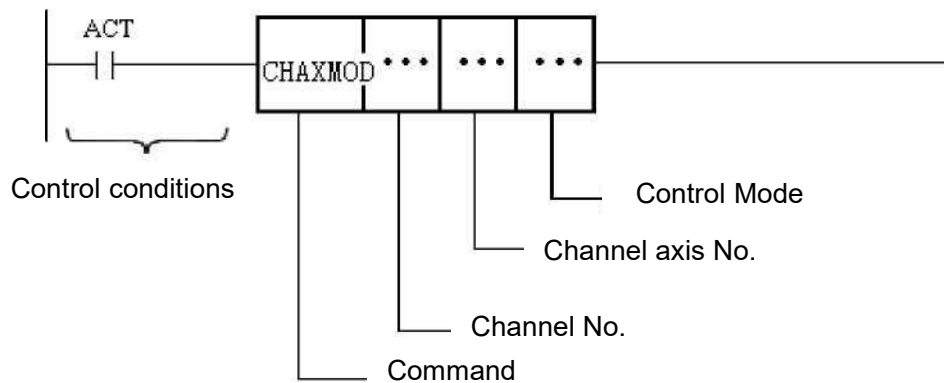 ACT
CHAXMOD ••• ••• •••
Control conditions
Control Mode
Channel axis No.
Channel No.
Command